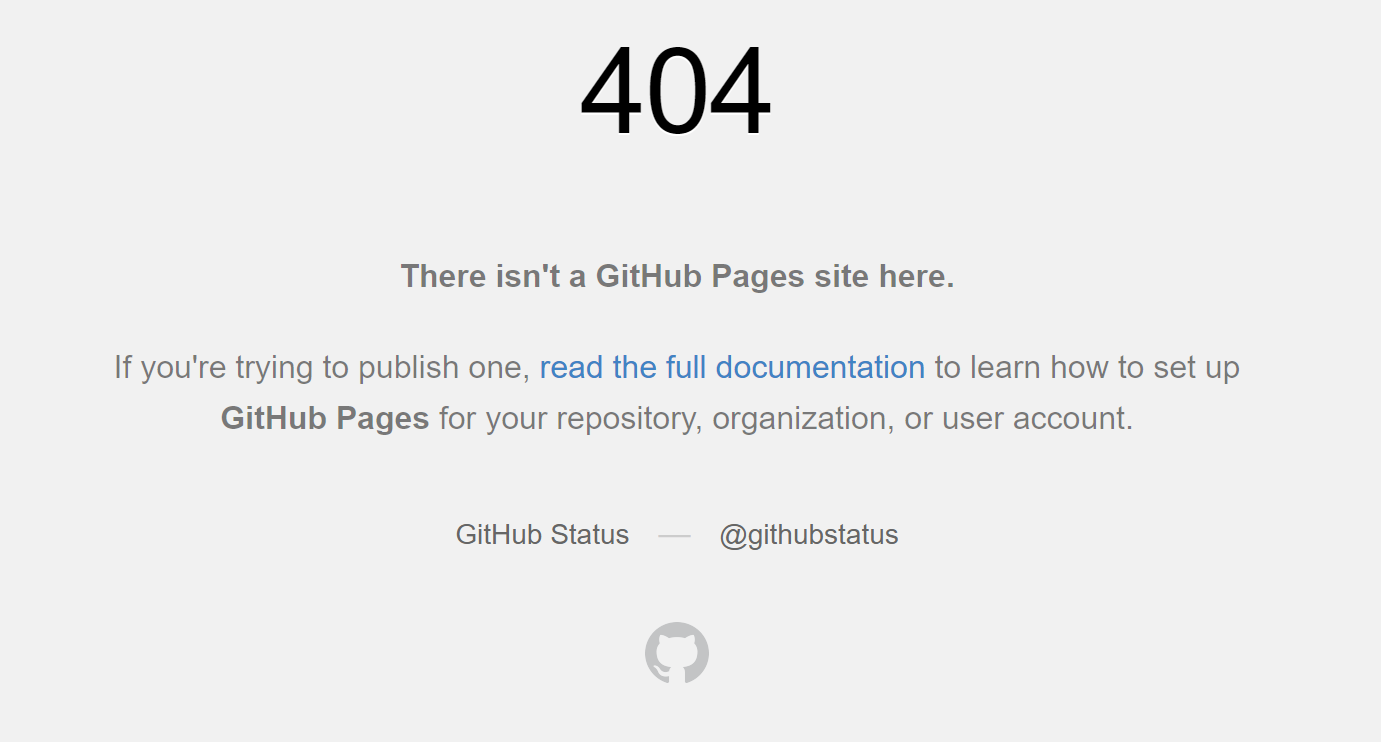 404
There isn't a GitHub Pages site here.
If you're trying to publish one, read the full documentation to learn how to set up
GitHub Pages for your repository, organization, or user account.
GitHub Status — @githubstatus